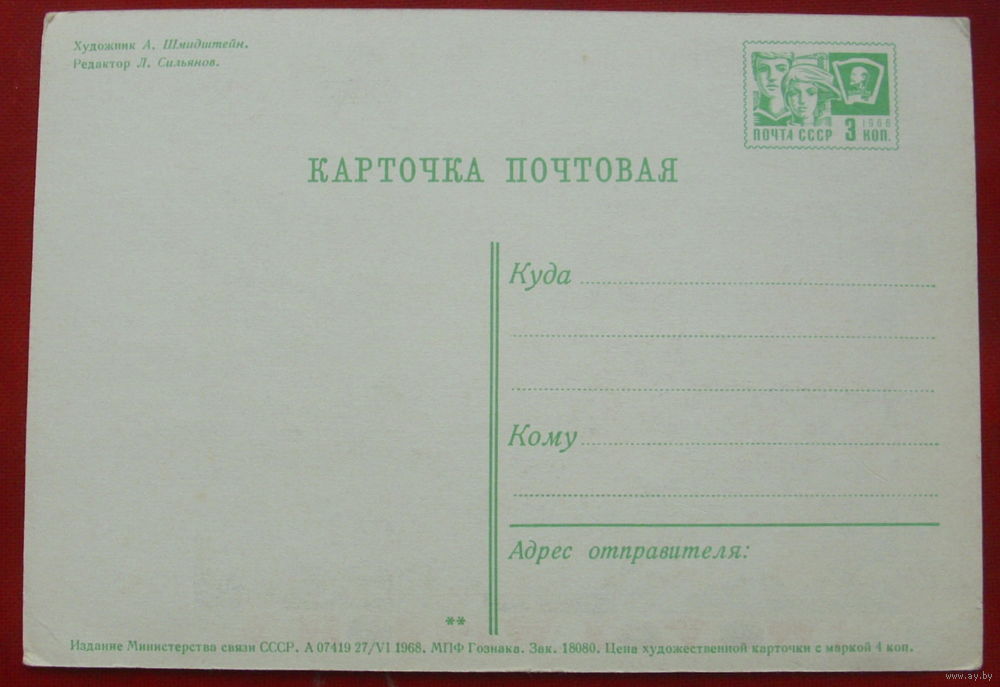 Художник А. Шмидштейн.
Редактор Л. Сильянов.
1966
ПОЧТА СССР 3 КОП.
КАРТОЧКА ПОЧТОВАЯ
Куда
Кому
Адрес отправителя:
**
Издание Министерства связи СССР. А 07419 27/VI 1968. МПФ Гознака. Зак. 18080. Цена художественной карточки с маркой 4 коп.
www.ay.by